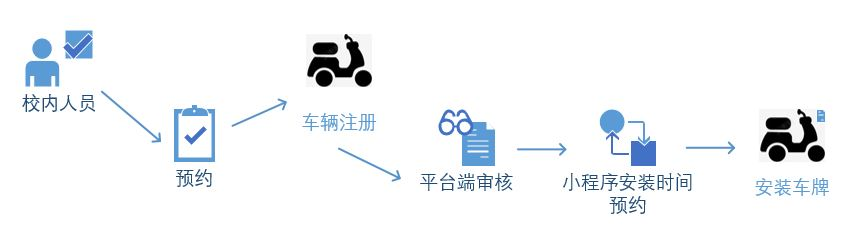 校内人员
预约
车辆注册
平台端审核
小程序安装时间
预约
安装车牌